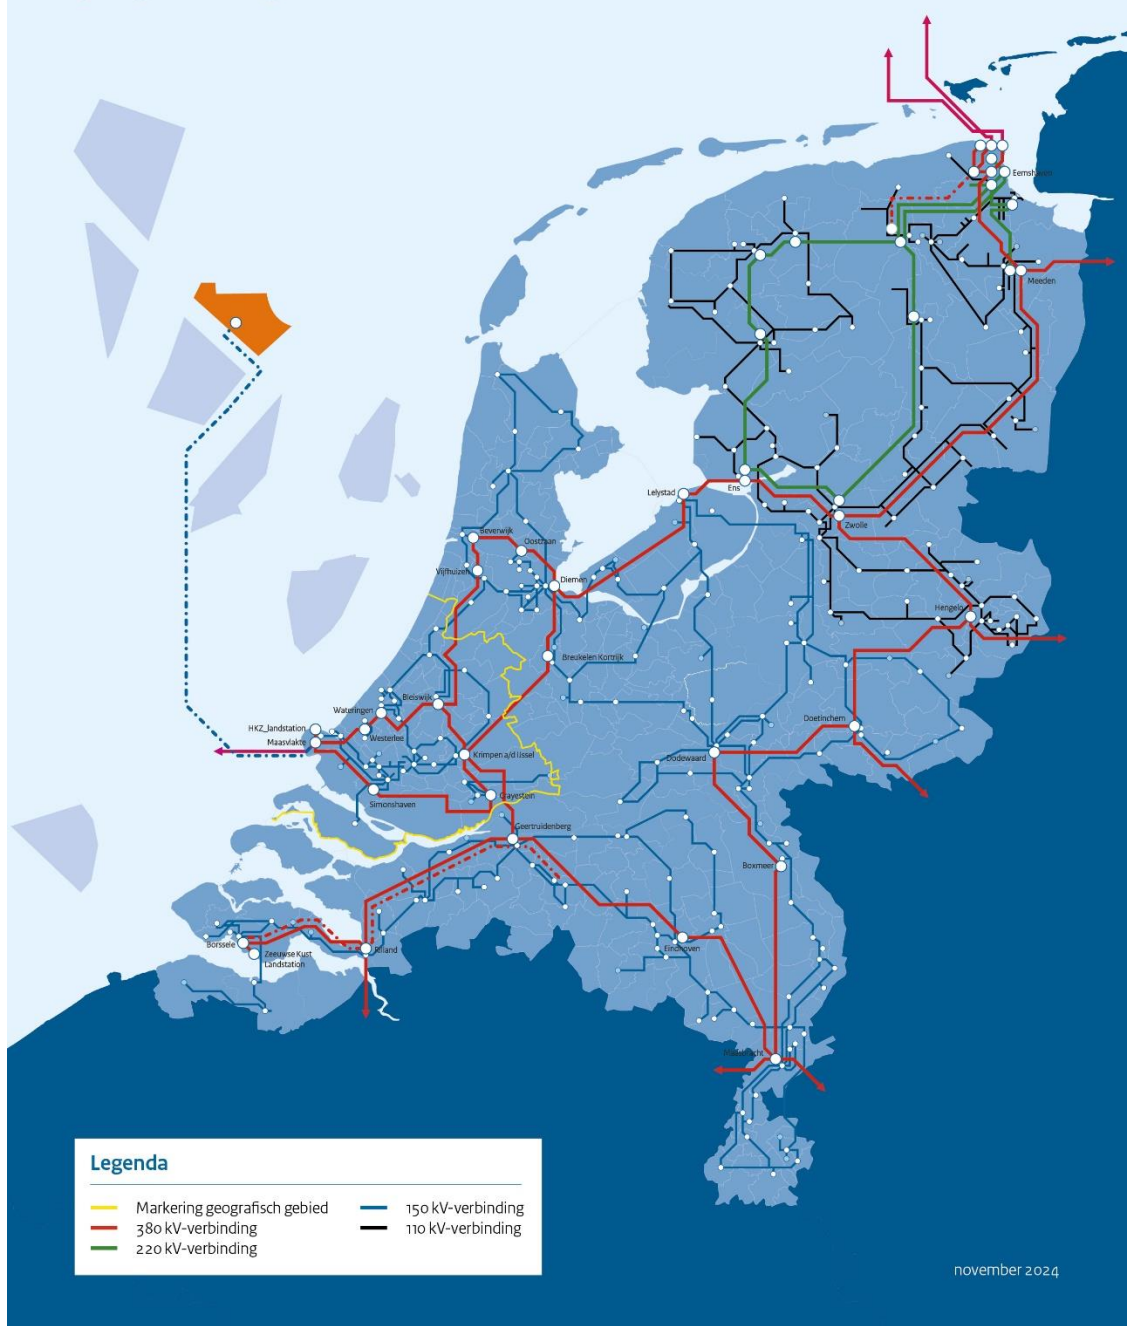 Eemshaven
Meeden
Lelystad
Ens
Zwolle
Beverwijk
Oostzaan
Vijfhuizen
Diemen
Hengelo
Breukelen Kortrijk
Bleiswijk
Wateringen
HKZ_landstation
Maasvlakte
Westerlee
Krimpen a/d IJssel
Doetinchem
Dodewaard
Simonshaven
Crayestein
Geertruidenberg
Boxmeer
Borssele
Zeeuwse Kust
Landstation
Rilland
Eindhoven
Maasbracht
Legenda
Markering geografisch gebied
380 kV-verbinding
220 kV-verbinding
150 kV-verbinding
110 kV-verbinding
november 2024